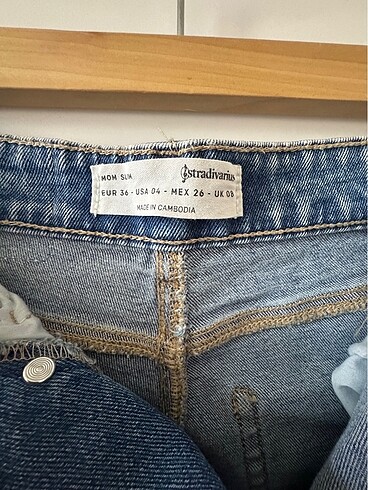 MOM SLIM stradivarius
EUR 36 - USA 04 - MEX 26 - UK 08
MADE IN CAMBODIA